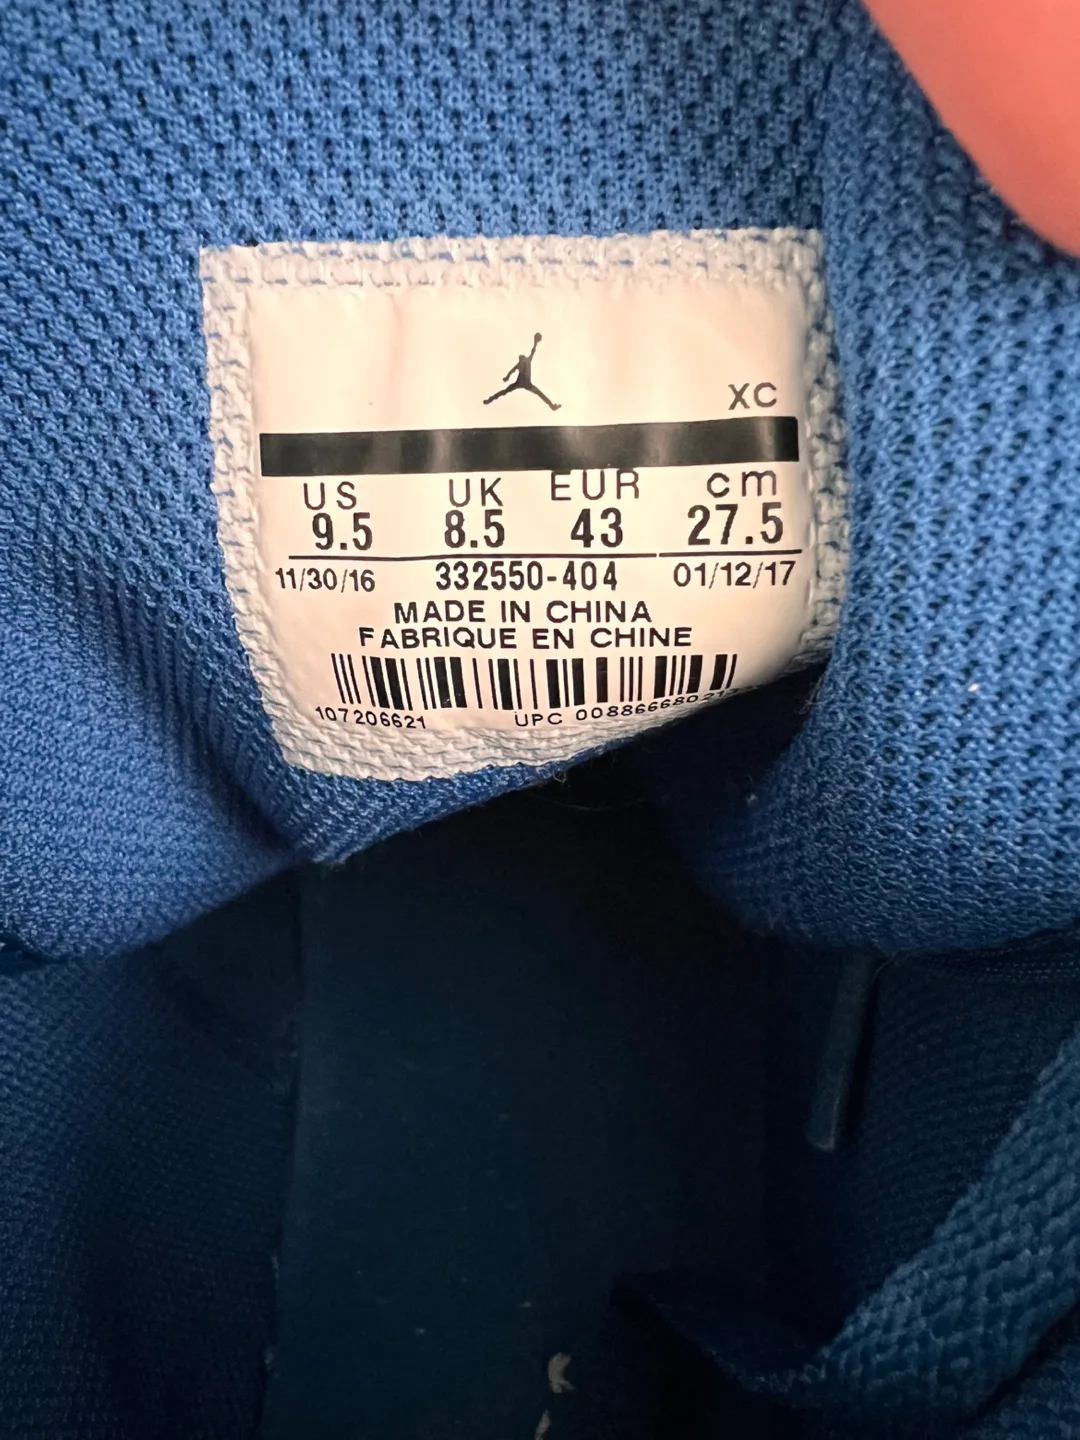 XC
US UK EUR cm
9.5 8.5 43 27.5
11/30/16 332550-404 01/12/17
MADE IN CHINA
FABRIQUE EN CHINE
107206621 UPC